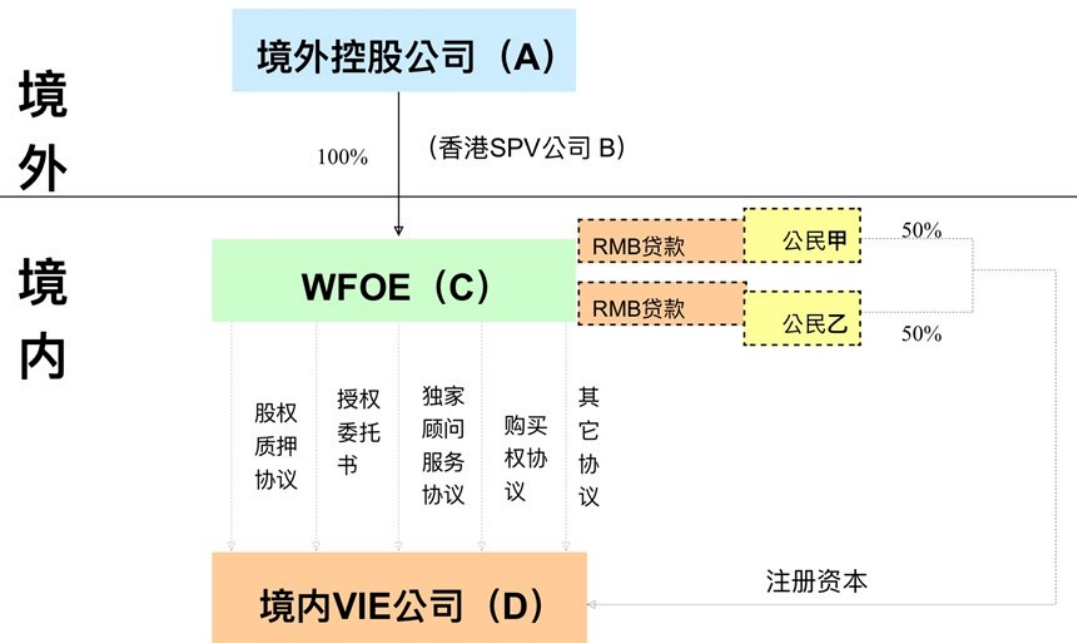 境外
境外控股公司（A）
100%
（香港SPV公司 B）
境内
WFOE（C）
RMB贷款
公民甲
50%
RMB贷款
公民乙
50%
股权
质押
协议
授权
委托
书
独家
顾问
服务
协议
购买
权协
议
其
它
协
议
境内VIE公司（D）
注册资本